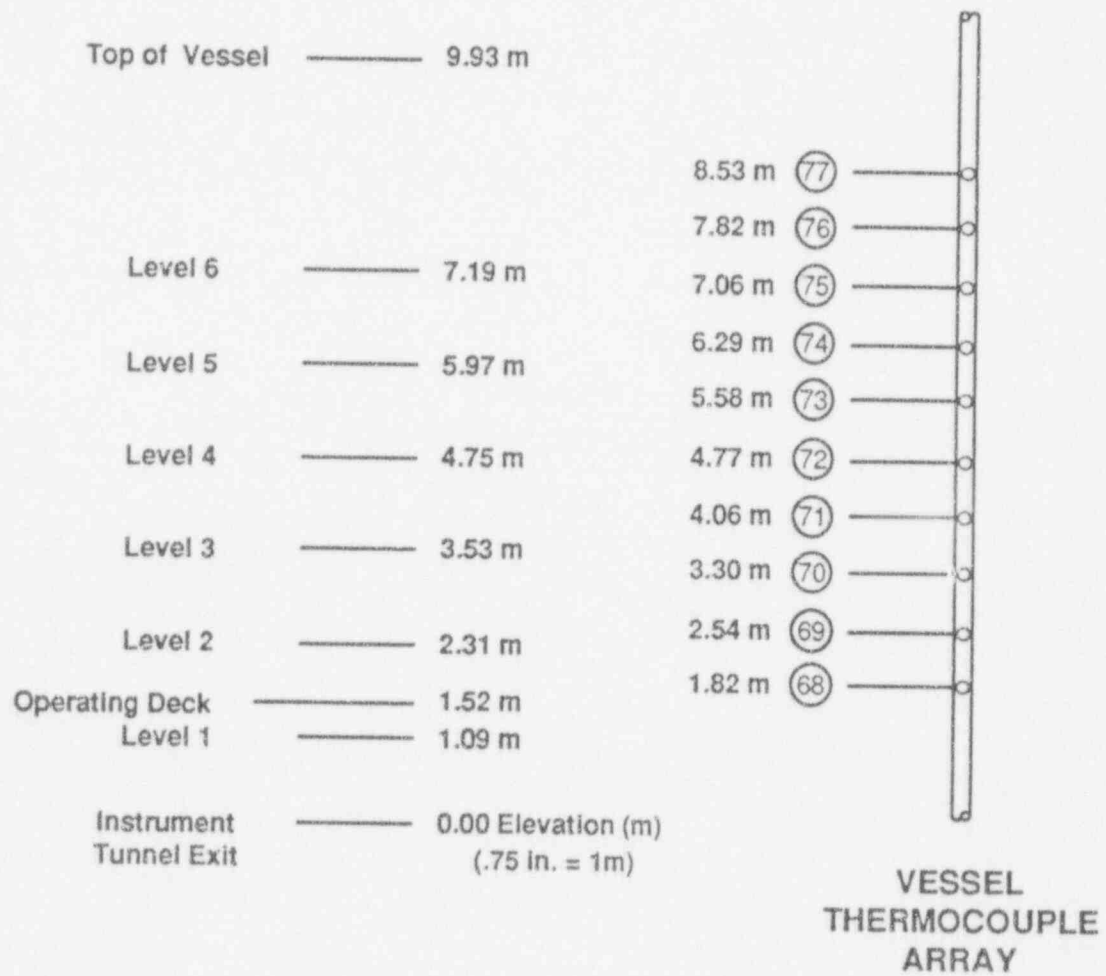 Top of Vessel 9.93 m
8.53 m 77
7.82 m 76
Level 6 7.19 m
7.06 m 75
6.29 m 74
Level 5 5.97 m
5.58 m 73
Level 4 4.75 m
4.77 m 72
4.06 m 71
Level 3 3.53 m
3.30 m 70
Level 2 2.31 m
2.54 m 69
1.82 m 68
Operating Deck 1.52 m
Level 1 1.09 m
Instrument 0.00 Elevation (m)
Tunnel Exit (.75 in. = 1m)
VESSEL
THERMOCOUPLE
ARRAY